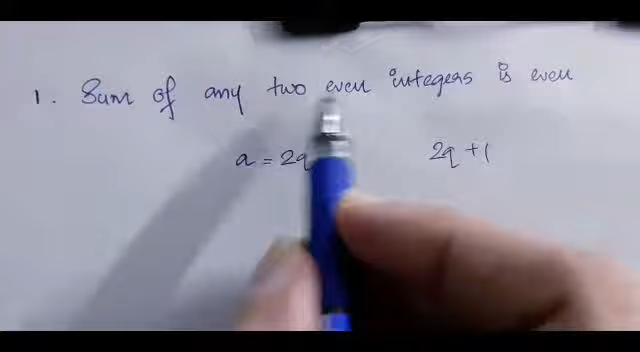 1. Sum of any two even integers is even
a = 2q 2q + 1